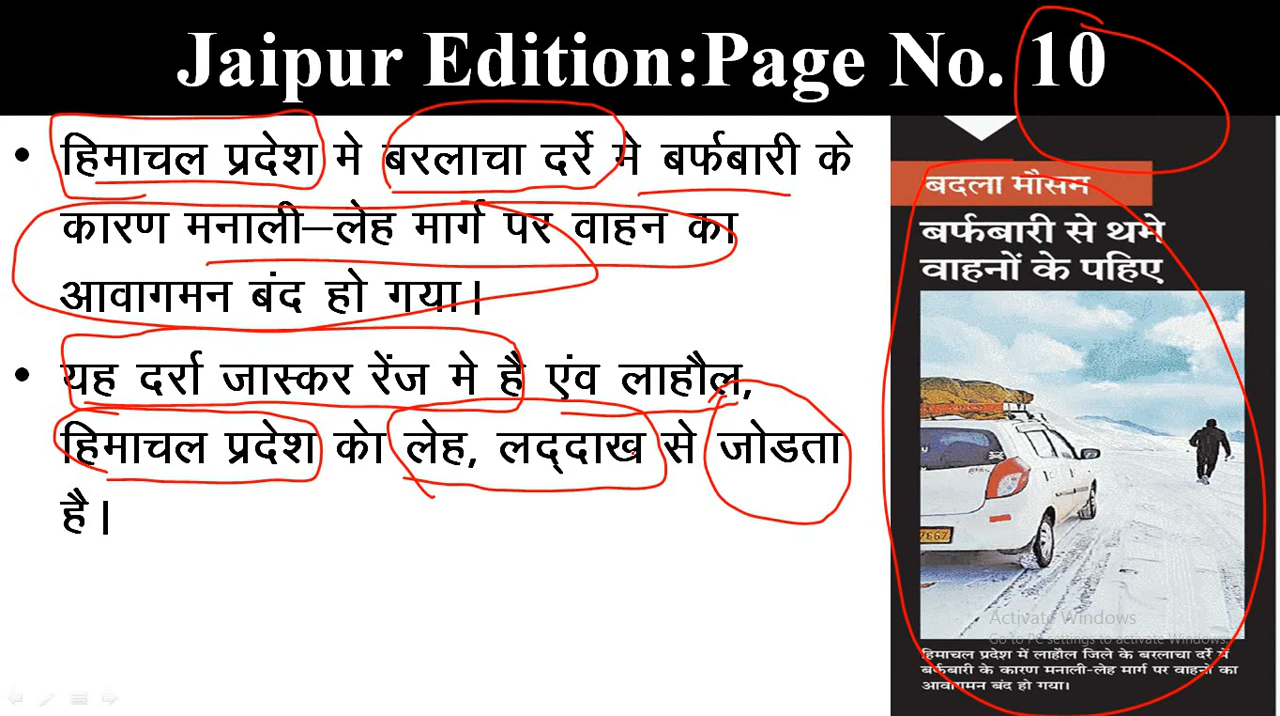 Jaipur Edition:Page No. 10
• हिमाचल प्रदेश मे बरलाचा दर्रे मे बर्फबारी के
कारण मनाली–लेह मार्ग पर वाहन का
आवागमन बंद हो गया।
• यह दर्रा जास्कर रेंज मे है एंव लाहौल,
हिमाचल प्रदेश केा लेह, लद्दाख से जोडता
है।
बदला मौसम
बर्फबारी से थमे
वाहनों के पहिए
7667
Activate Windows
Go to PC settings to activate Windows.
हिमाचल प्रदेश में लाहौल जिले के बरलाचा दर्रे में
बर्फबारी के कारण मनाली-लेह मार्ग पर वाहनों का
आवागमन बंद हो गया।